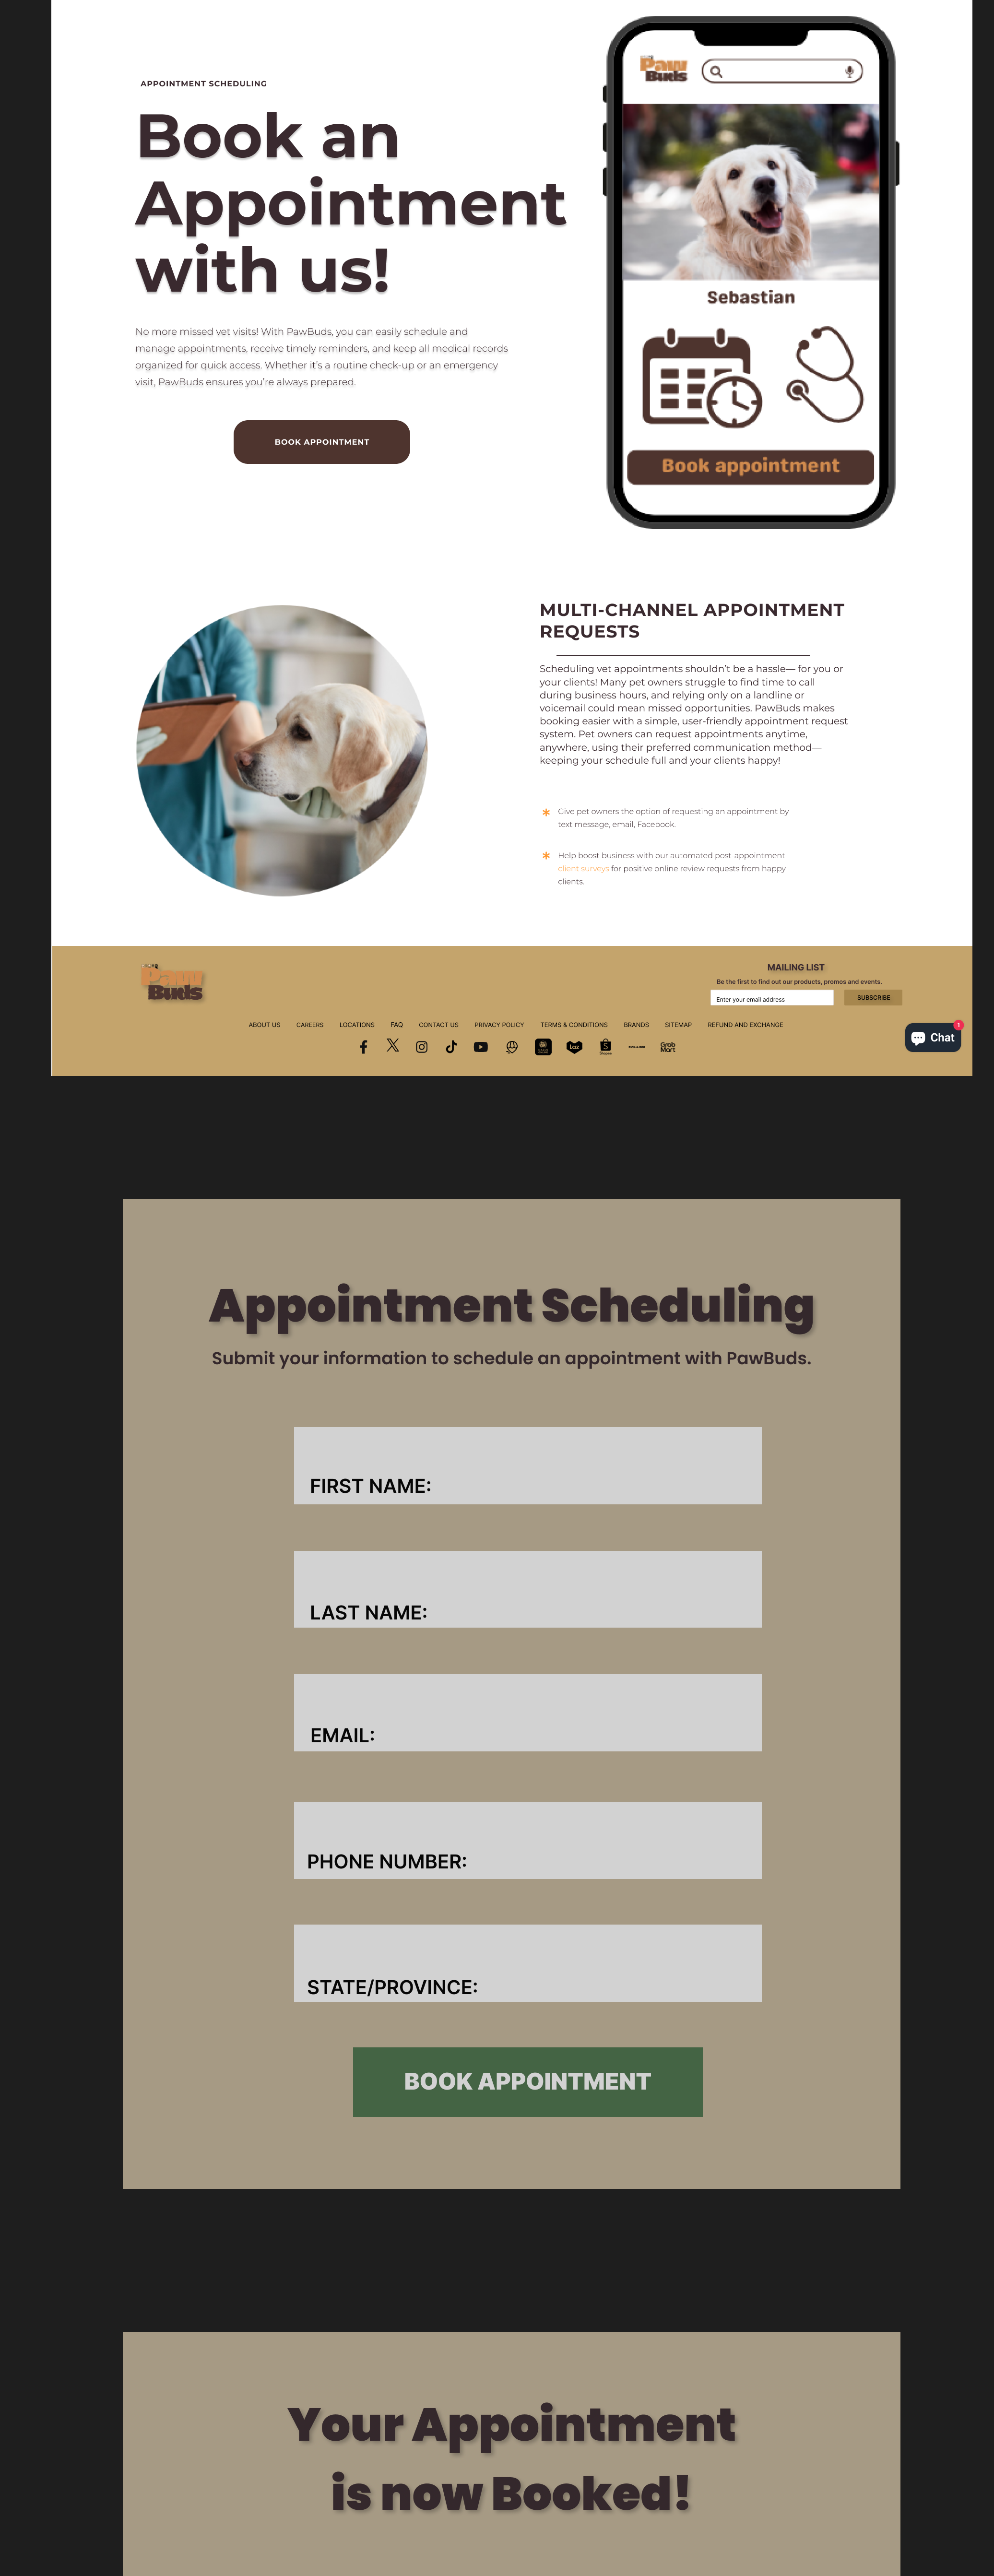 APPOINTMENT SCHEDULING
Book an
Appointment
with us!
No more missed vet visits! With PawBuds, you can easily schedule and
manage appointments, receive timely reminders, and keep all medical records
organized for quick access. Whether it's a routine check-up or an emergency
visit, PawBuds ensures you're always prepared.
BOOK APPOINTMENT
Paw
Buds
Sebastian
Book appointment
MULTI-CHANNEL APPOINTMENT
REQUESTS
Scheduling vet appointments shouldn't be a hassle— for you or
your clients! Many pet owners struggle to find time to call
during business hours, and relying only on a landline or
voicemail could mean missed opportunities. PawBuds makes
booking easier with a simple, user-friendly appointment request
system. Pet owners can request appointments anytime,
anywhere, using their preferred communication method—
keeping your schedule full and your clients happy!
Give pet owners the option of requesting an appointment by
text message, email, Facebook.
Help boost business with our automated post-appointment
client surveys for positive online review requests from happy
clients.
Paw
Buds
MAILING LIST
Be the first to find out our products, promos and events.
Enter your email address
SUBSCRIBE
ABOUT US CAREERS LOCATIONS FAQ CONTACT US PRIVACY POLICY TERMS & CONDITIONS BRANDS SITEMAP REFUND AND EXCHANGE
Laz
Shopee
Grab
Mart
Chat
1
Appointment Scheduling
Submit your information to schedule an appointment with PawBuds.
FIRST NAME:
LAST NAME:
EMAIL:
PHONE NUMBER:
STATE/PROVINCE:
BOOK APPOINTMENT
Your Appointment
is now Booked!